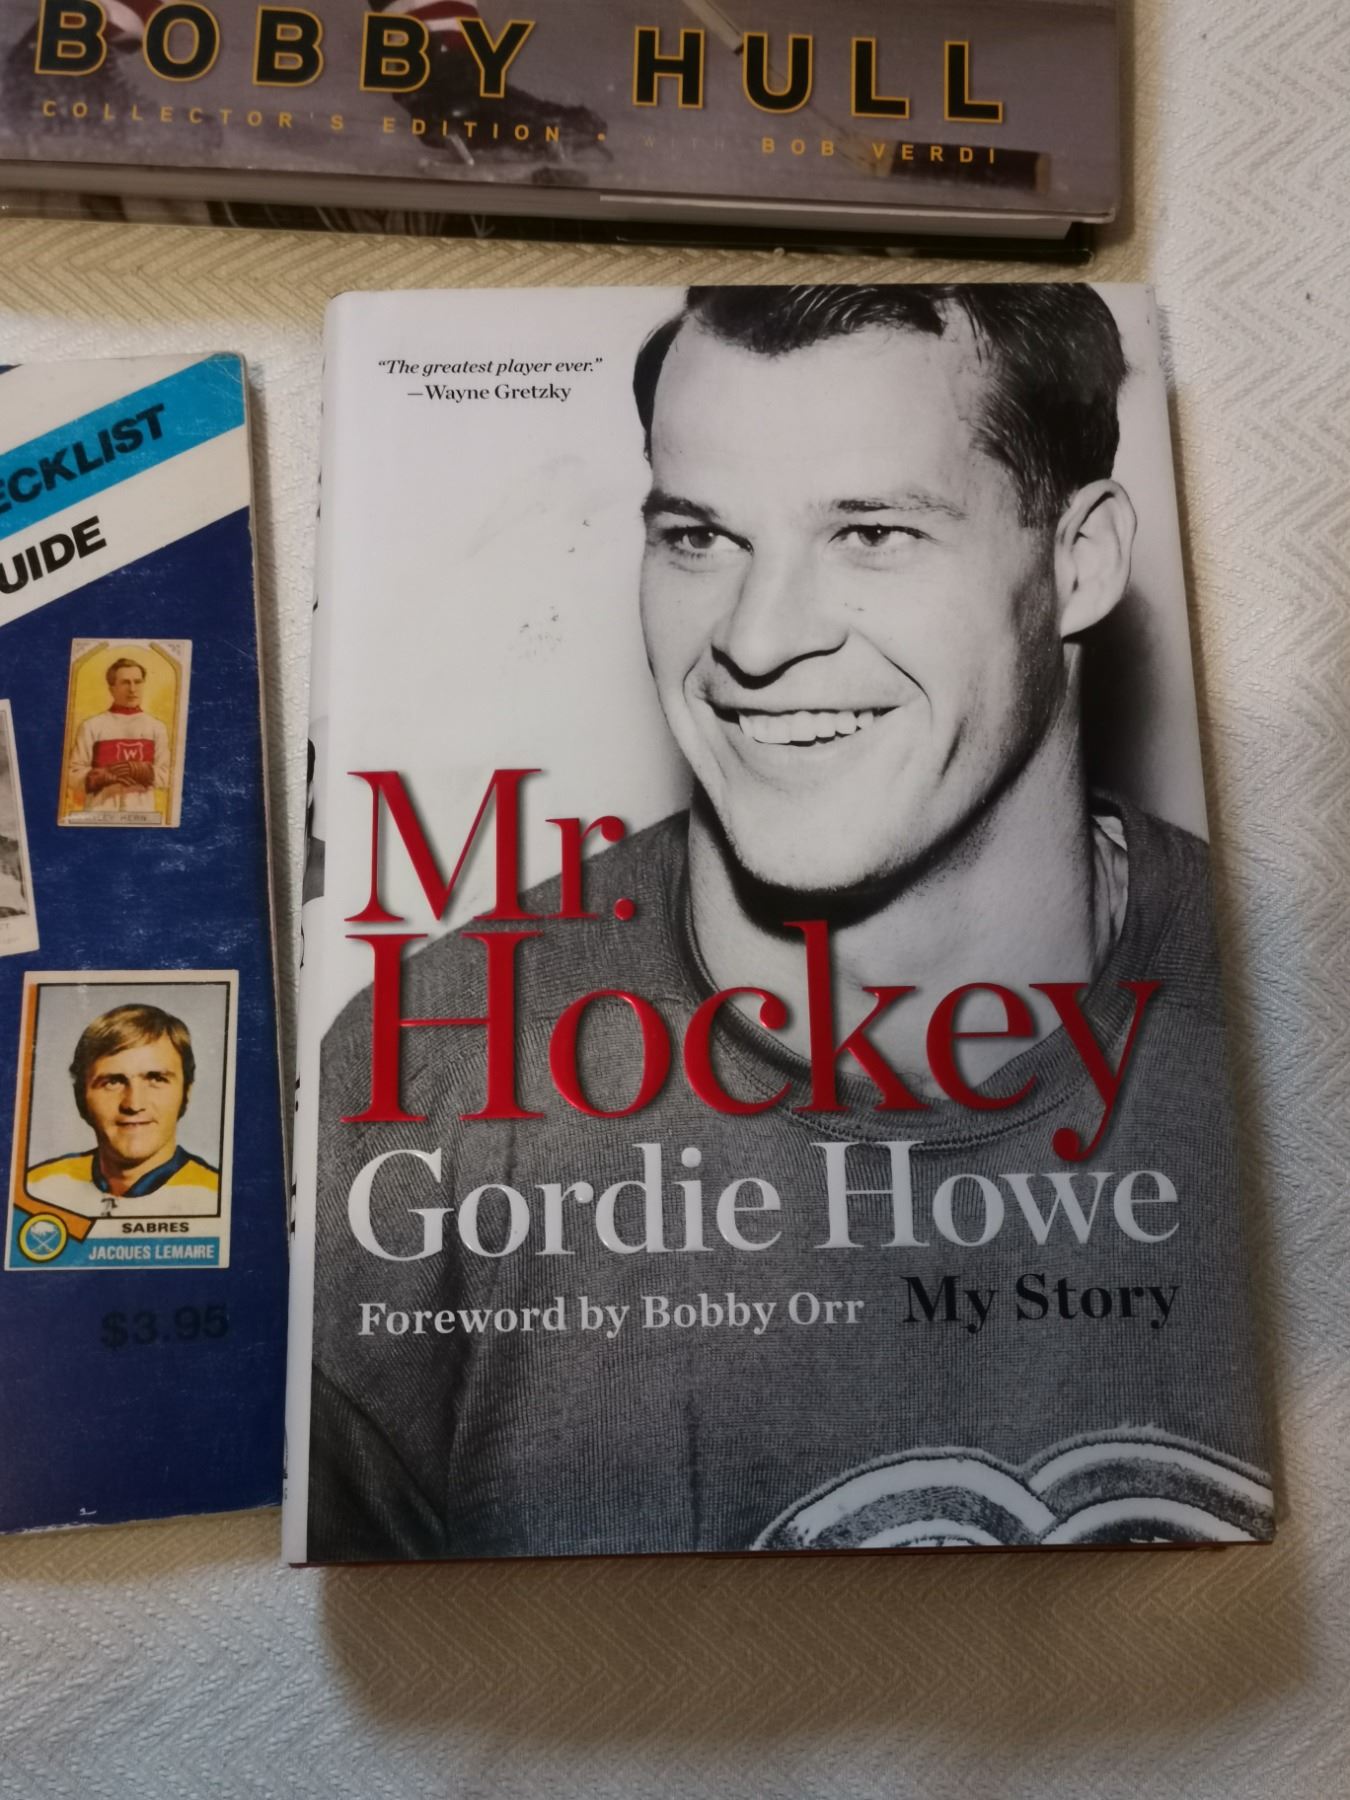 BOBBY HULL
COLLECTOR'S EDITION • WITH BOB VERDI
"The greatest player ever."
—Wayne Gretzky
Mr.
Hockey
Gordie Howe
Foreword by Bobby Orr My Story
ECKLIST
UIDE
HERN
SABRES
JACQUES LEMAIRE
$3.95